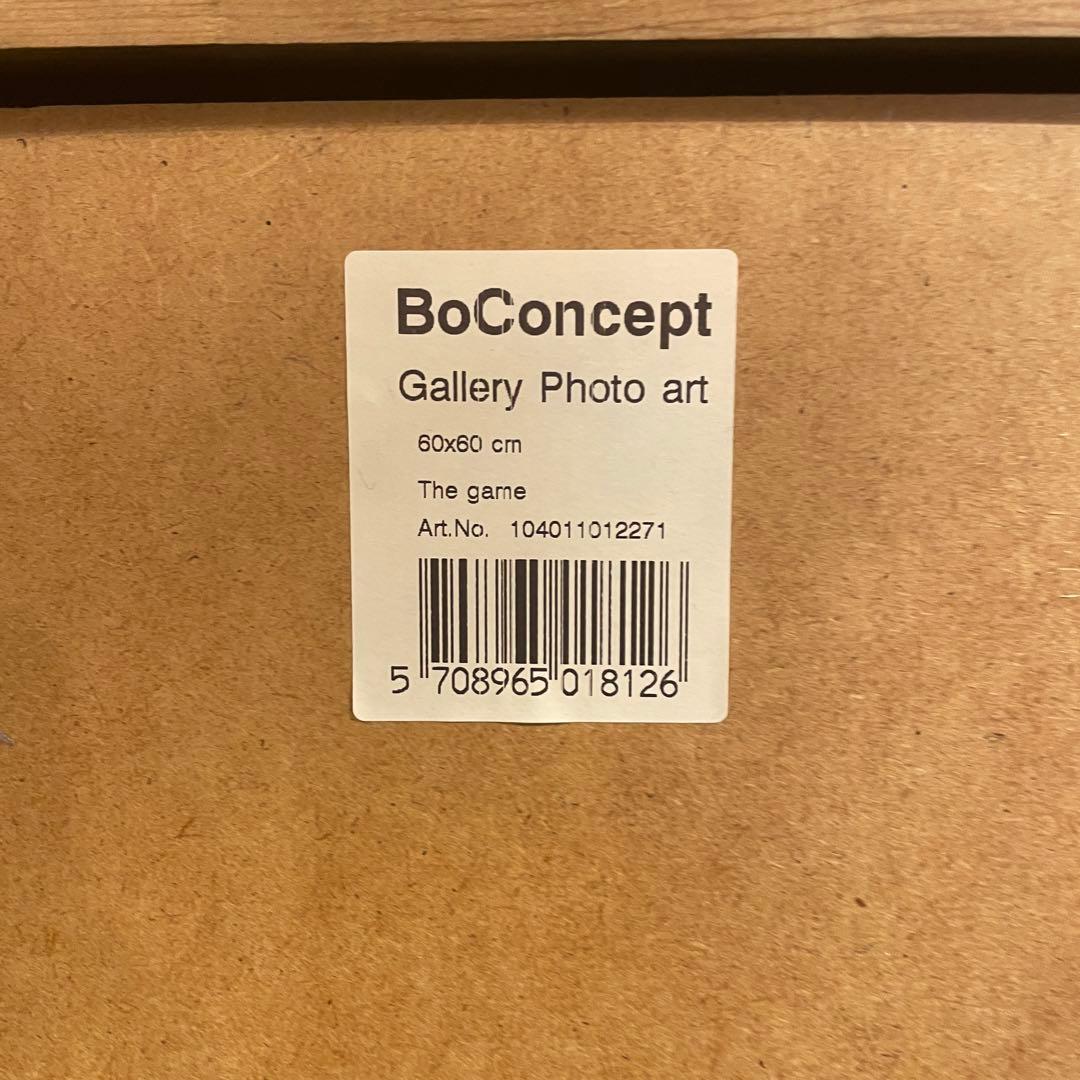 BoConcept
Gallery Photo art
60x60 cm
The game
Art.No. 104011012271
5 708965 018126